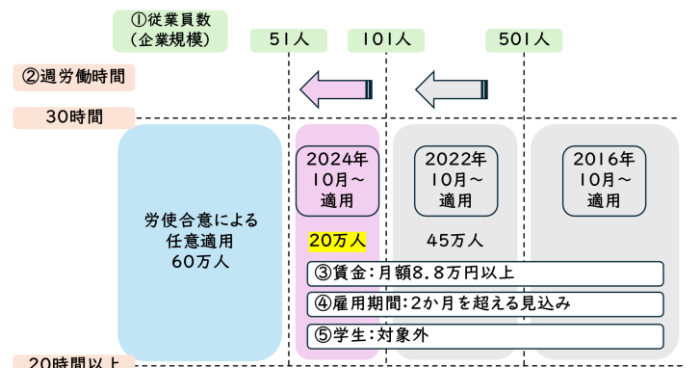 ①従業員数
（企業規模）
51人
101人
501人
②週労働時間
30時間
2024年
10月～
適用
2022年
10月～
適用
2016年
10月～
適用
労使合意による
任意適用
60万人
20万人
45万人
③賃金：月額8.8万円以上
④雇用期間：2か月を超える見込み
⑤学生：対象外
20時間以上